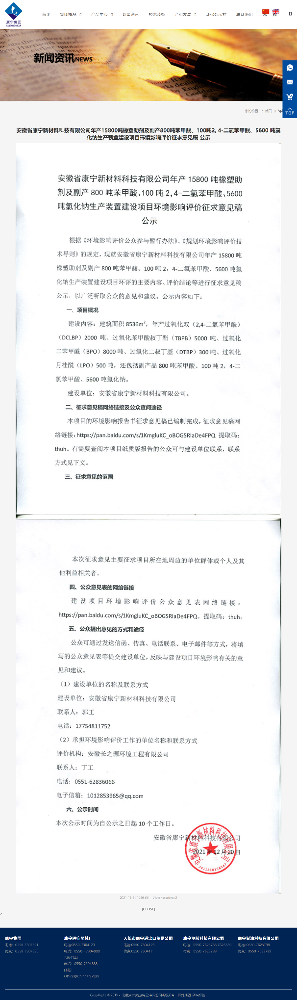 康宁集团
KANGNING GROUP
首页 集团概况 产品中心 新闻资讯 技术装备 产业发展 环保公示栏 联系我们 CN EN
新闻资讯NEWS
TOP
您的位置：: 首页
安徽省康宁新材料科技有限公司年产15800吨橡塑助剂及副产800吨苯甲酸、100吨2, 4-二氯苯甲酸、5600 吨氯
化钠生产装置建设项目环境影响评价征求意见稿 公示
安徽省康宁新材料科技有限公司年产 15800 吨橡塑助
剂及副产 800 吨苯甲酸、100 吨 2,4-二氯苯甲酸、5600
吨氯化钠生产装置建设项目环境影响评价征求意见稿
公示
根据《环境影响评价公众参与暂行办法》、《规划环境影响评价技
术导则》的规定，现就安徽省康宁新材料科技有限公司年产 15800 吨
橡塑助剂及副产 800 吨苯甲酸、100 吨 2，4-二氯苯甲酸、5600 吨氯
化钠生产装置建设项目环评的主要内容、评价结论等进行征求意见稿
公示，以广泛听取公众的意见和建议。公示内容如下：
一、项目概况
建设内容：建筑面积 8536m²，年产过氧化双（2,4-二氯苯甲酰）
（DCLBP）2000 吨、过氧化苯甲酸叔丁酯（TBPB）5000 吨、过氧化
二苯甲酰（BPO）8000 吨、过氧化二叔丁基（DTBP）300 吨、过氧化
月桂酰（LPO）500 吨，还包括副产品 800 吨苯甲酸、100 吨 2，4-二
氯苯甲酸、5600 吨氯化钠。
建设单位：安徽省康宁新材料科技有限公司。
二、征求意见稿网络链接及公众查阅途径
本项目的环境影响报告书征求意见稿已编制完成，征求意见稿网
络链接：https://pan.baidu.com/s/1KmgluKC_oBOGSRIaDe4FPQ 提取码：
thuh。有需要查阅本项目纸质版报告的公众可与建设单位联系，联系
方式见下文。
三、征求意见的范围
本次征求意见主要征求项目所在地周边的单位群体或个人及其
他利益相关者。
四、公众意见表的网络链接
建设项目环境影响评价公众意见表网络链接：
https://pan.baidu.com/s/1KmgluKC_oBOGSRIaDe4FPQ。提取码：thuh。
五、公众提出意见的方式和途径
公众可通过发送信函、传真、电话联系、电子邮件等方式，将填
写的公众意见表等提交建设单位，反映与建设项目环境影响有关的意
见和建议。
（1）建设单位的名称及联系方式
建设单位：安徽省康宁新材料科技有限公司
联系人：郭工
电话：17754811752
（2）承担环境影响评价工作的单位名称和联系方式
评价机构：安徽长之源环境工程有限公司
联系人：丁工
电话：0551-62836066
电子信箱：1012853965@qq.com
六、公示时间
本次公示时间为自公示之日起 10 个工作日。
安徽省康宁新材料科技有限公司
2021 年 12 月 20 日
安徽省康宁新材料科技有限公司
3411810158547
2021-12-21 10:03:06 Visitor sessions: 2
[CLOSE]
>
康宁集团 康宁医疗器械厂 天长市康宁进出口贸易公司 康宁塑胶科技有限公司 康宁甘油科技有限公司
电话：0550-7307821 电话:0550-7304123 电话:0550-7304123 电话：0550-7623788 7623789 电话: 0550-7623798
传真：0550-7307830 电话：0550—7304888 传真:0550-730417 传真：0550-7623799 传真：0550-7623799
7304123
电话：0550-7304888
邮箱:
Office@ChinaKN.com
CopyRight © 2019 - 安徽康宁实业(集团)有限公司版权所有 网站地图 所有标签